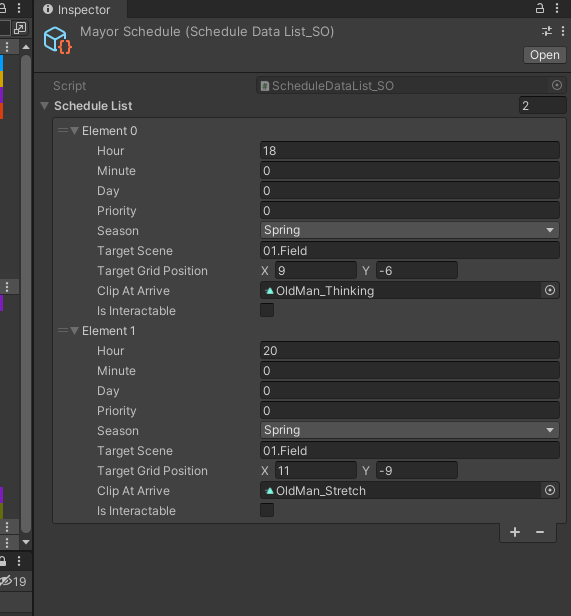 Inspector
Mayor Schedule (Schedule Data List_SO)
Open
Script ScheduleDataList_SO
Schedule List 2
Element 0
Hour 18
Minute 0
Day 0
Priority 0
Season Spring
Target Scene 01.Field
Target Grid Position X 9 Y -6
Clip At Arrive OldMan_Thinking
Is Interactable
Element 1
Hour 20
Minute 0
Day 0
Priority 0
Season Spring
Target Scene 01.Field
Target Grid Position X 11 Y -9
Clip At Arrive OldMan_Stretch
Is Interactable
19